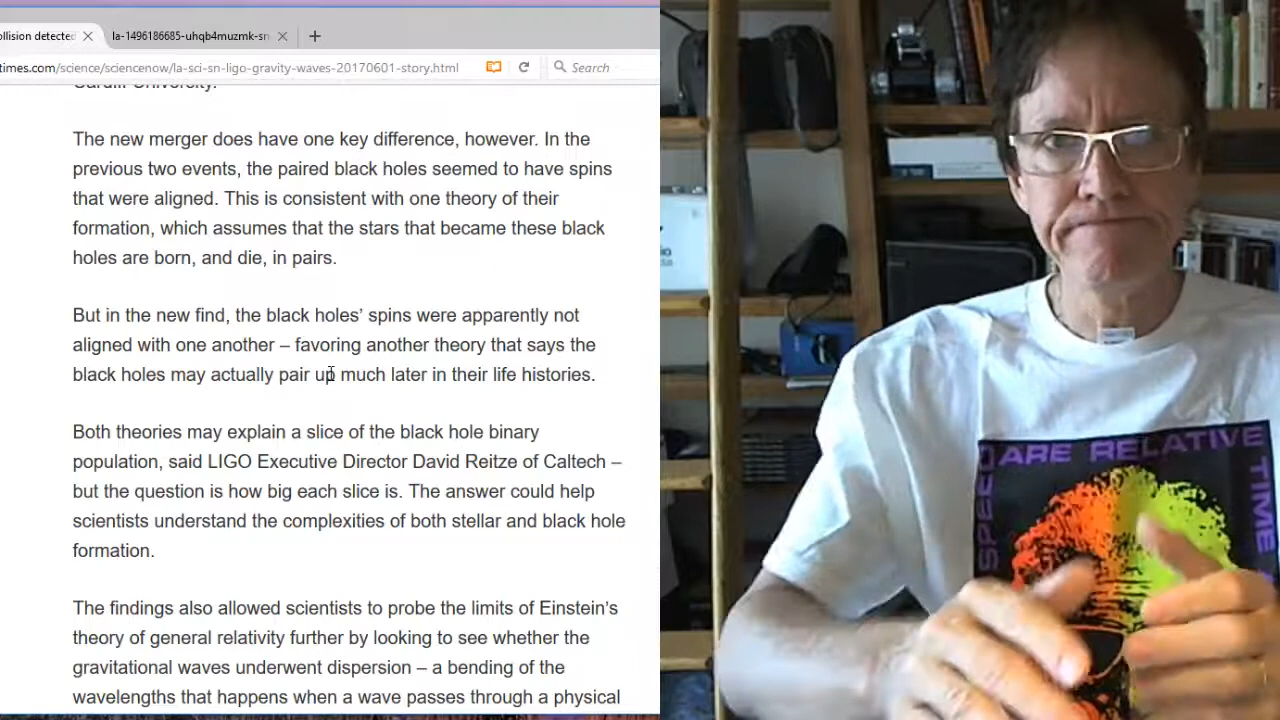 ollision detected
la-1496186685-uhqb4muzmk-sn
times.com/science/sciencenow/la-sci-sn-ligo-gravity-waves-20170601-story.html
Search
Cardiff University.
The new merger does have one key difference, however. In the
previous two events, the paired black holes seemed to have spins
that were aligned. This is consistent with one theory of their
formation, which assumes that the stars that became these black
holes are born, and die, in pairs.
But in the new find, the black holes’ spins were apparently not
aligned with one another – favoring another theory that says the
black holes may actually pair up much later in their life histories.
Both theories may explain a slice of the black hole binary
population, said LIGO Executive Director David Reitze of Caltech –
but the question is how big each slice is. The answer could help
scientists understand the complexities of both stellar and black hole
formation.
The findings also allowed scientists to probe the limits of Einstein’s
theory of general relativity further by looking to see whether the
gravitational waves underwent dispersion – a bending of the
wavelengths that happens when a wave passes through a physical
SPEED
ARE RELATIVE
TIME